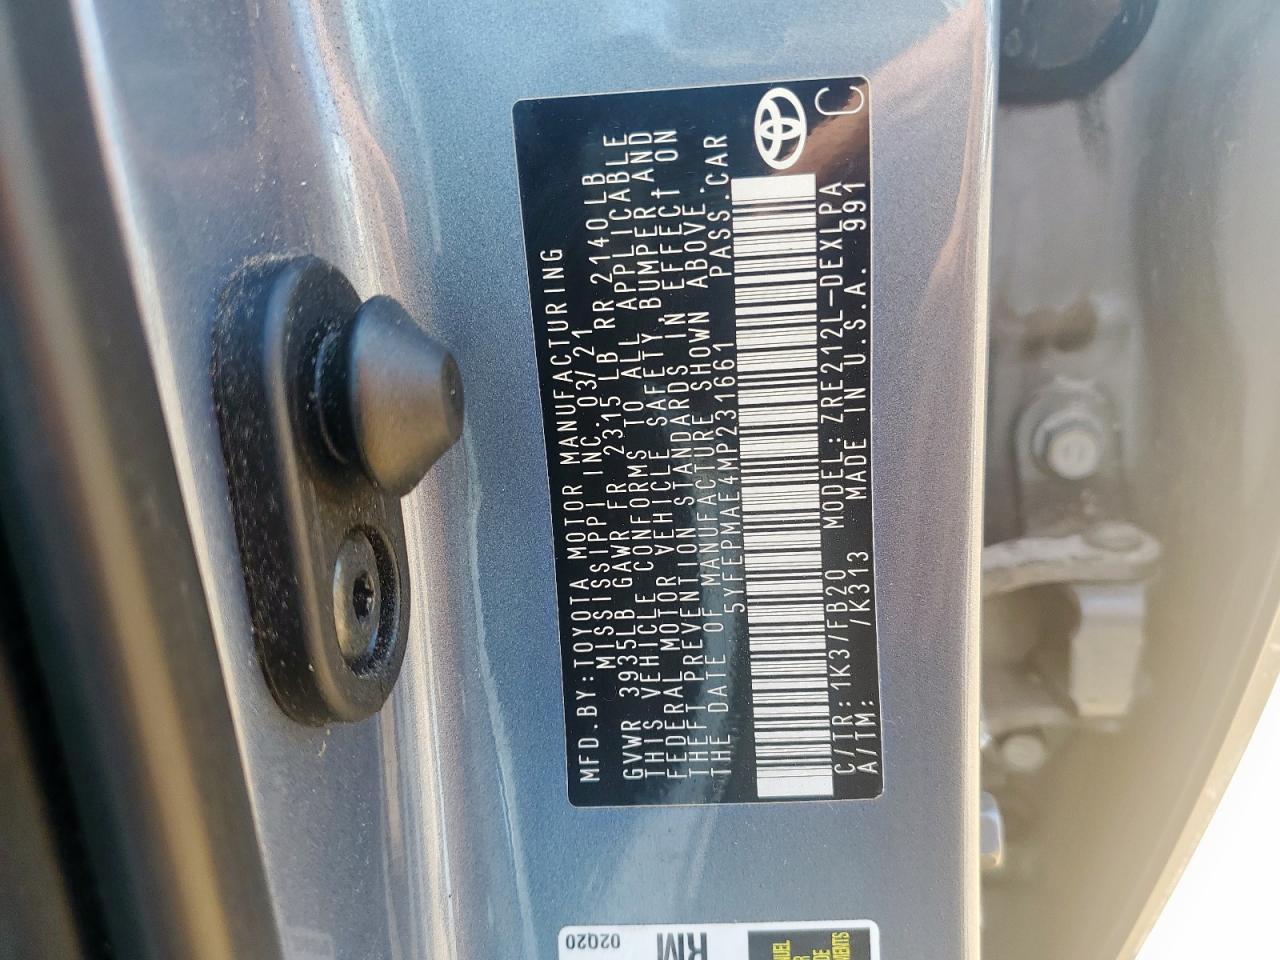 MFD.BY:TOYOTA MOTOR MANUFACTURING
MISSISSIPPI INC. 03/21
GVWR 3935LB GAWR FR 2315LB RR 2140LB
THIS VEHICLE CONFORMS TO ALL APPLICABLE
FEDERAL MOTOR VEHICLE SAFETY BUMPER, AND
THEFT PREVENTION STANDARDS IN EFFECT ON
THE DATE OF MANUFACTURE SHOWN ABOVE.
5YFEPMAE4MP231661 PASS.CAR
C/TR:1K3/FB20 MODEL:ZRE212L-DEXLPA
A/TM: /K313 MADE IN U.S.A. 991
C
02Q20
RM